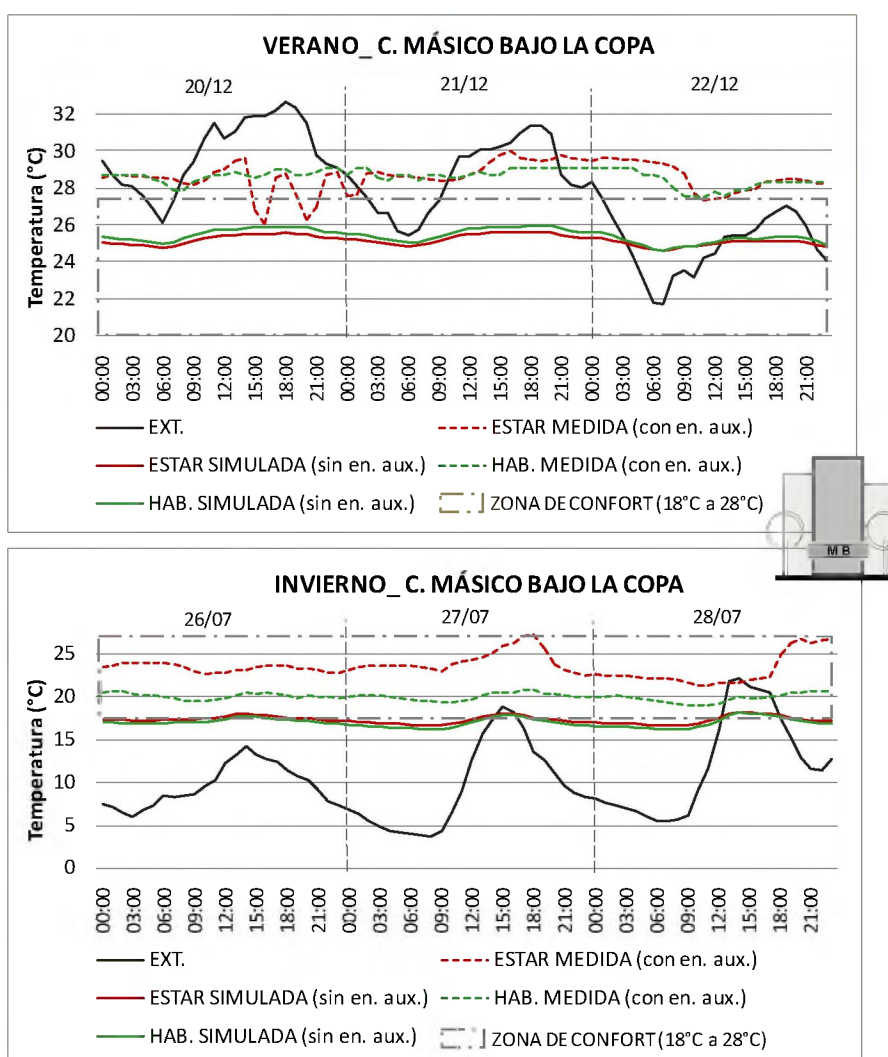 VERANO_ C. MÁSICO BAJO LA COPA
20/12 21/12 22/12
Temperatura (°C)
32
30
28
26
24
22
20
00:00 03:00 06:00 09:00 12:00 15:00 18:00 21:00 00:00 03:00 06:00 09:00 12:00 15:00 18:00 21:00 00:00 03:00 06:00 09:00 12:00 15:00 18:00 21:00
EXT. ESTAR MEDIDA (con en. aux.)
ESTAR SIMULADA (sin en. aux.) HAB. MEDIDA (con en. aux.)
HAB. SIMULADA (sin en. aux.) ZONA DE CONFORT (18°C a 28°C)
M B
INVIERNO_ C. MÁSICO BAJO LA COPA
26/07 27/07 28/07
Temperatura (°C)
25
20
15
10
5
0
00:00 03:00 06:00 09:00 12:00 15:00 18:00 21:00 00:00 03:00 06:00 09:00 12:00 15:00 18:00 21:00 00:00 03:00 06:00 09:00 12:00 15:00 18:00 21:00
EXT. ESTAR MEDIDA (con en. aux.)
ESTAR SIMULADA (sin en. aux.) HAB. MEDIDA (con en. aux.)
HAB. SIMULADA (sin en. aux.) ZONA DE CONFORT (18°C a 28°C)